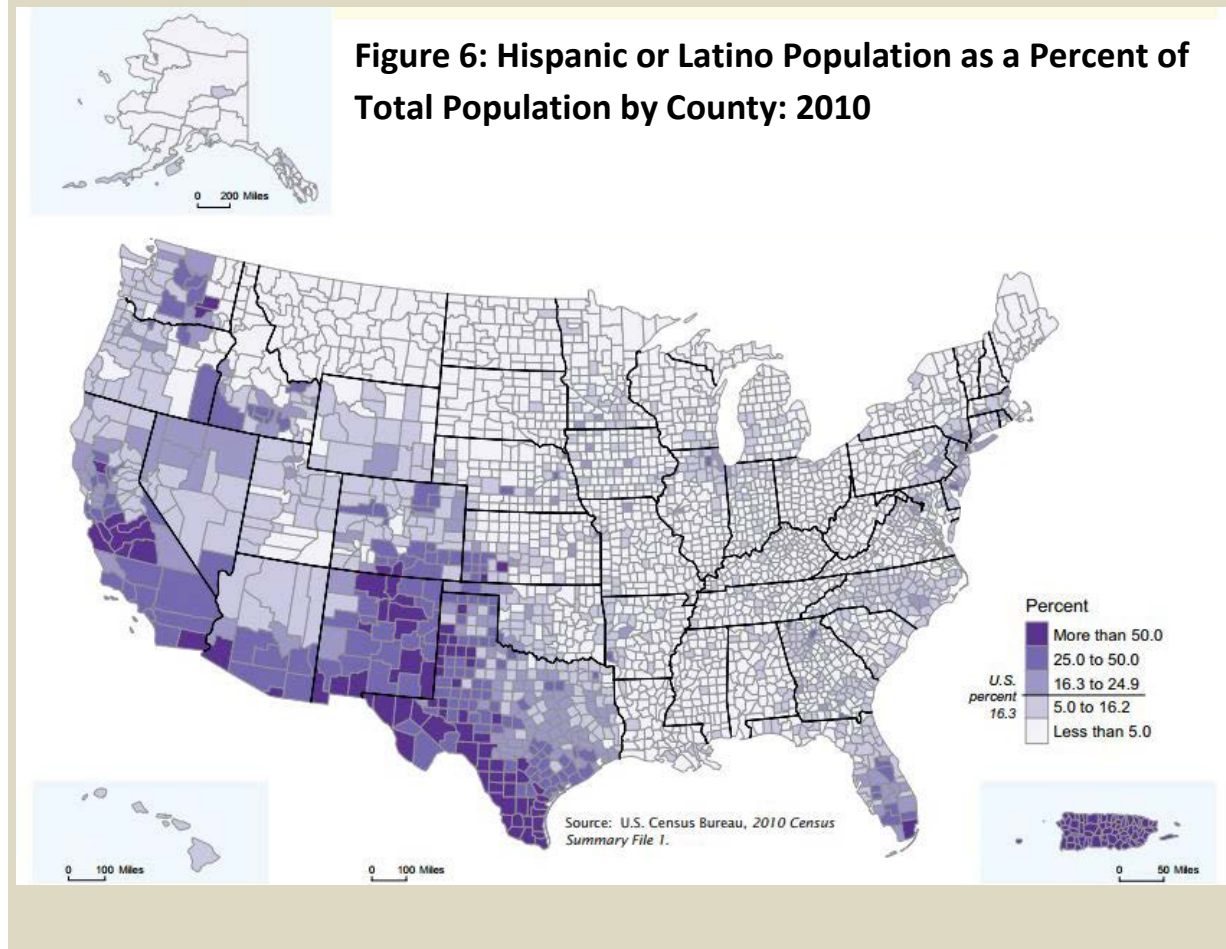 Figure 6: Hispanic or Latino Population as a Percent of
Total Population by County: 2010
0 200 Miles
Percent
More than 50.0
25.0 to 50.0
16.3 to 24.9
U.S.
percent
16.3
5.0 to 16.2
Less than 5.0
Source: U.S. Census Bureau, 2010 Census
Summary File 1.
0 100 Miles
0 100 Miles
0 50 Miles